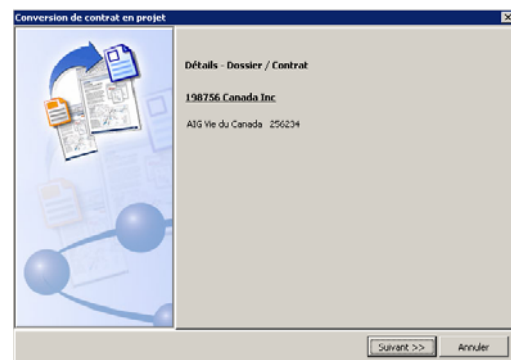 Conversion de contrat en projet
Détails - Dossier / Contrat
198756 Canada Inc
AIG Vie du Canada 256234
Suivant >>
Annuler